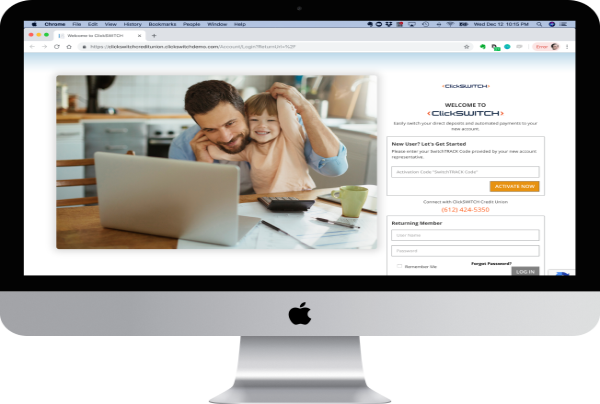 Chrome File Edit View History Bookmarks People Window Help
Wed Dec 12 10:15 PM
Welcome to ClickSWITCH
https://clickswitchcreditunion.clickswitchdemo.com/Account/Login?ReturnUrl=%2F
Error
<ClickSWITCH>
WELCOME TO
<ClickSWITCH>
Easily switch your direct deposits and automated payments to your
new account.
New User? Let's Get Started
Please enter your SwitchTRACK Code provided by your new account
representative.
Activation Code "SwitchTRACK Code"
ACTIVATE NOW
Connect with ClickSWITCH Credit Union
(612) 424-5350
Returning Member
User Name
Password
Remember Me
Forgot Password?
LOG IN